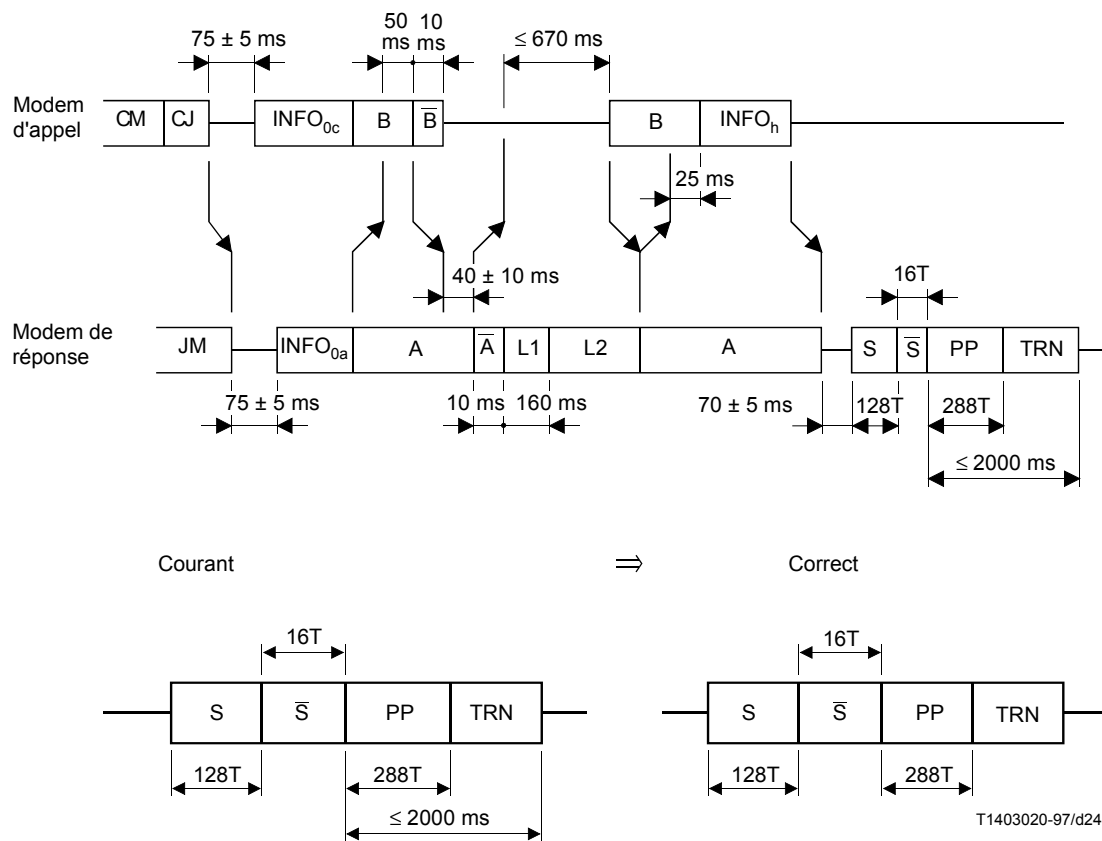 75 ± 5 ms
50 ms
10 ms
≤ 670 ms
Modem d'appel
CM
CJ
INFO0c
B
B̅
B
INFOh
25 ms
40 ± 10 ms
16T
Modem de réponse
JM
INFO0a
A
A̅
L1
L2
A
S
S̅
PP
TRN
75 ± 5 ms
10 ms
160 ms
70 ± 5 ms
128T
288T
≤ 2000 ms
Courant
⇒
Correct
16T
16T
S
S̅
PP
TRN
S
S̅
PP
TRN
128T
288T
128T
288T
≤ 2000 ms
T1403020-97/d24